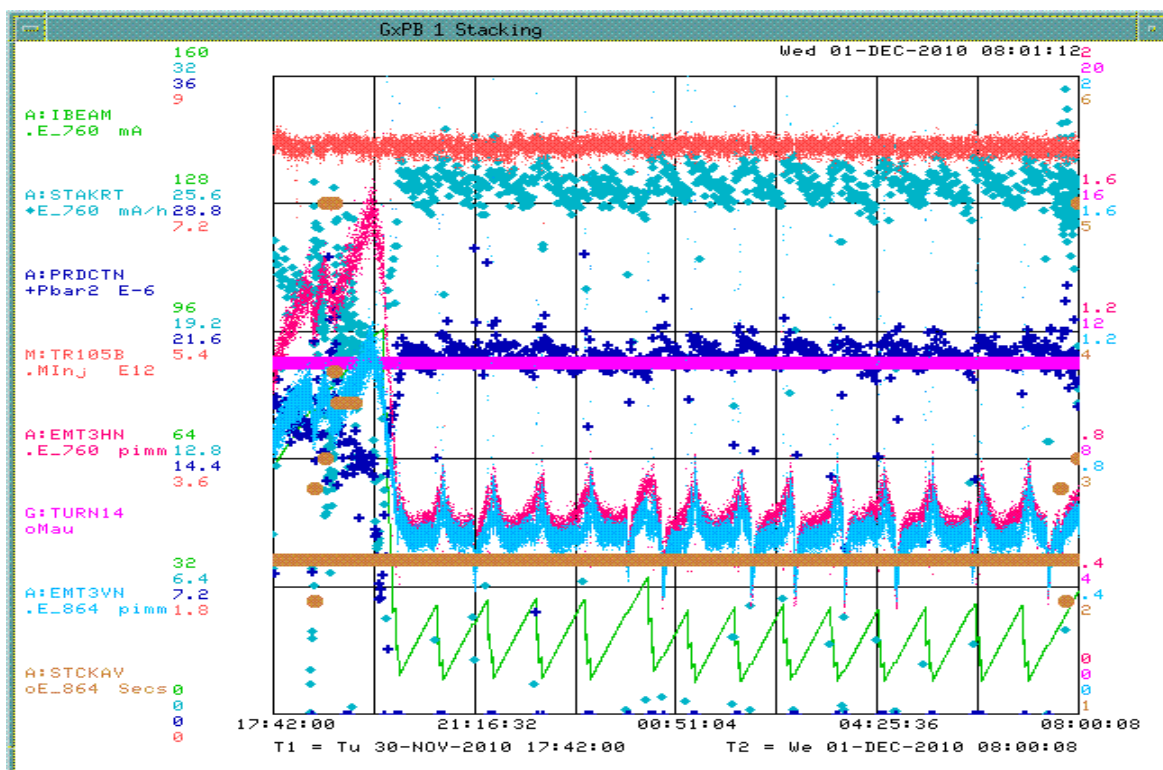 GxPB 1 Stacking
Wed 01-DEC-2010 08:01:12
160
32
36
9
2
20
2
6
A:IBEAM
.E_760 mA
128
25.6
28.8
7.2
1.6
16
1.6
5
A:STAKRT
+E_760 mA/h
A:PRDCTN
+Pbar2 E-6
96
19.2
21.6
5.4
1.2
12
1.2
4
M:TR105B
.MInj E12
A:EMT3HN
.E_760 pimm
64
12.8
14.4
3.6
.8
8
.8
3
G:TURN14
oMau
32
6.4
7.2
1.8
.4
4
.4
2
A:EMT3VN
.E_864 pimm
A:STCKAV
oE_864 Secs
0
0
0
0
0
0
0
1
17:42:00 21:16:32 00:51:04 04:25:36 08:00:08
T1 = Tu 30-NOV-2010 17:42:00 T2 = We 01-DEC-2010 08:00:08